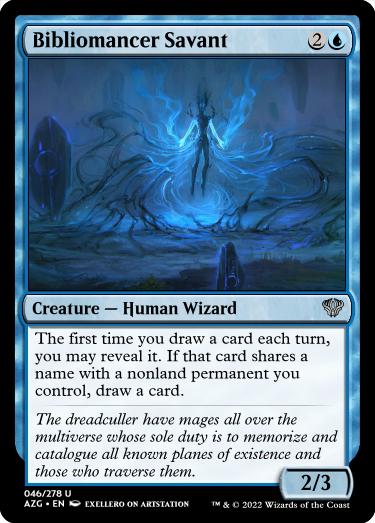 Bibliomancer Savant 2
Creature — Human Wizard
The first time you draw a card each turn,
you may reveal it. If that card shares a
name with a nonland permanent you
control, draw a card.
The dreadculler have mages all over the
multiverse whose sole duty is to memorize and
catalogue all known planes of existence and
those who traverse them.
2/3
046/278 U
AZG • EN EXELLERO ON ARTSTATION ™ & © 2022 Wizards of the Coast